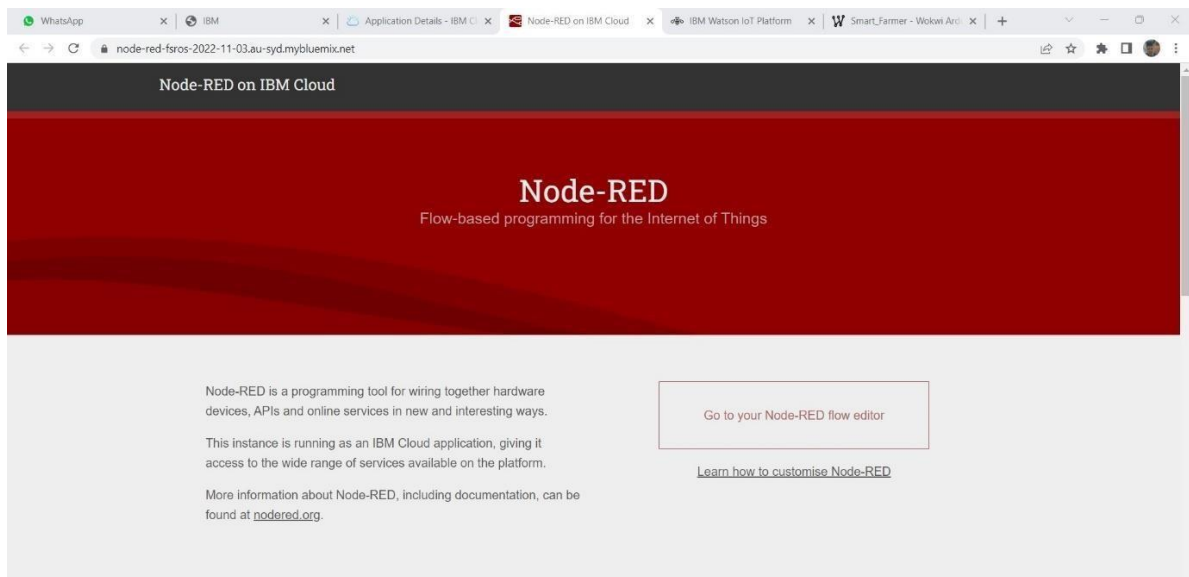 WhatsApp
IBM
Application Details - IBM Cl
Node-RED on IBM Cloud
IBM Watson IoT Platform
Smart_Farmer - Wokwi Ard
node-red-fsros-2022-11-03.au-syd.mybluemix.net
Node-RED on IBM Cloud
Node-RED
Flow-based programming for the Internet of Things
Node-RED is a programming tool for wiring together hardware
devices, APIs and online services in new and interesting ways.
This instance is running as an IBM Cloud application, giving it
access to the wide range of services available on the platform.
More information about Node-RED, including documentation, can be
found at nodered.org.
Go to your Node-RED flow editor
Learn how to customise Node-RED